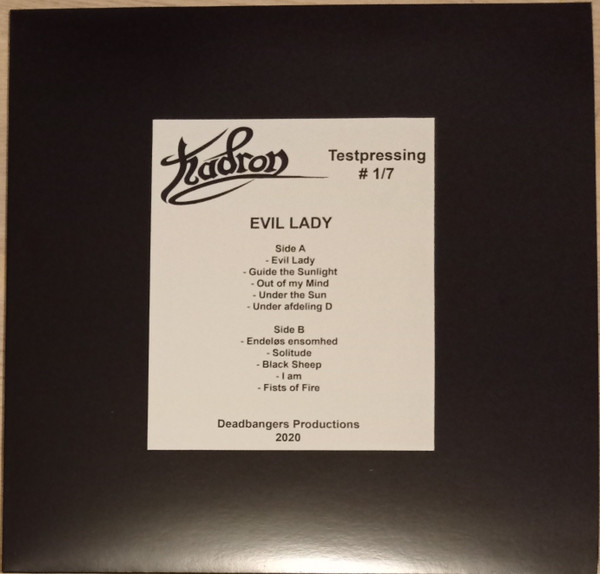 Hadron
Testpressing
# 1/7
EVIL LADY
Side A
- Evil Lady
- Guide the Sunlight
- Out of my Mind
- Under the Sun
- Under afdeling D
Side B
- Endeløs ensomhed
- Solitude
- Black Sheep
- I am
- Fists of Fire
Deadbangers Productions
2020